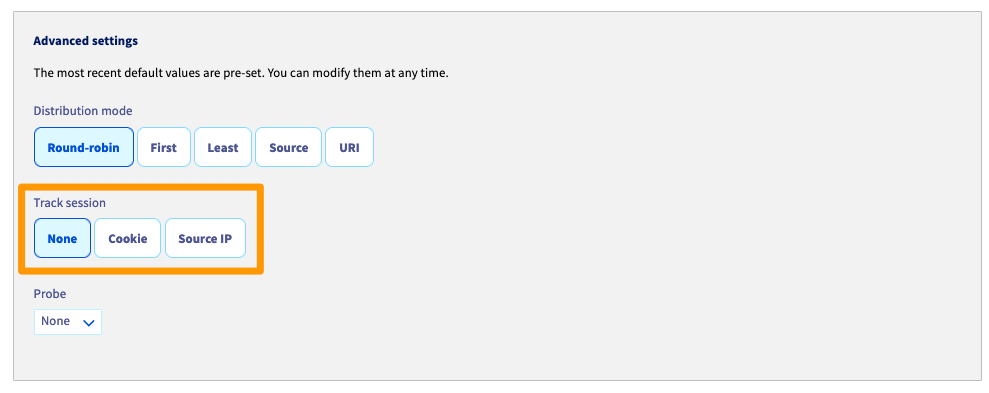 Advanced settings
The most recent default values are pre-set. You can modify them at any time.
Distribution mode
Round-robin First Least Source URI
Track session
None Cookie Source IP
Probe
None